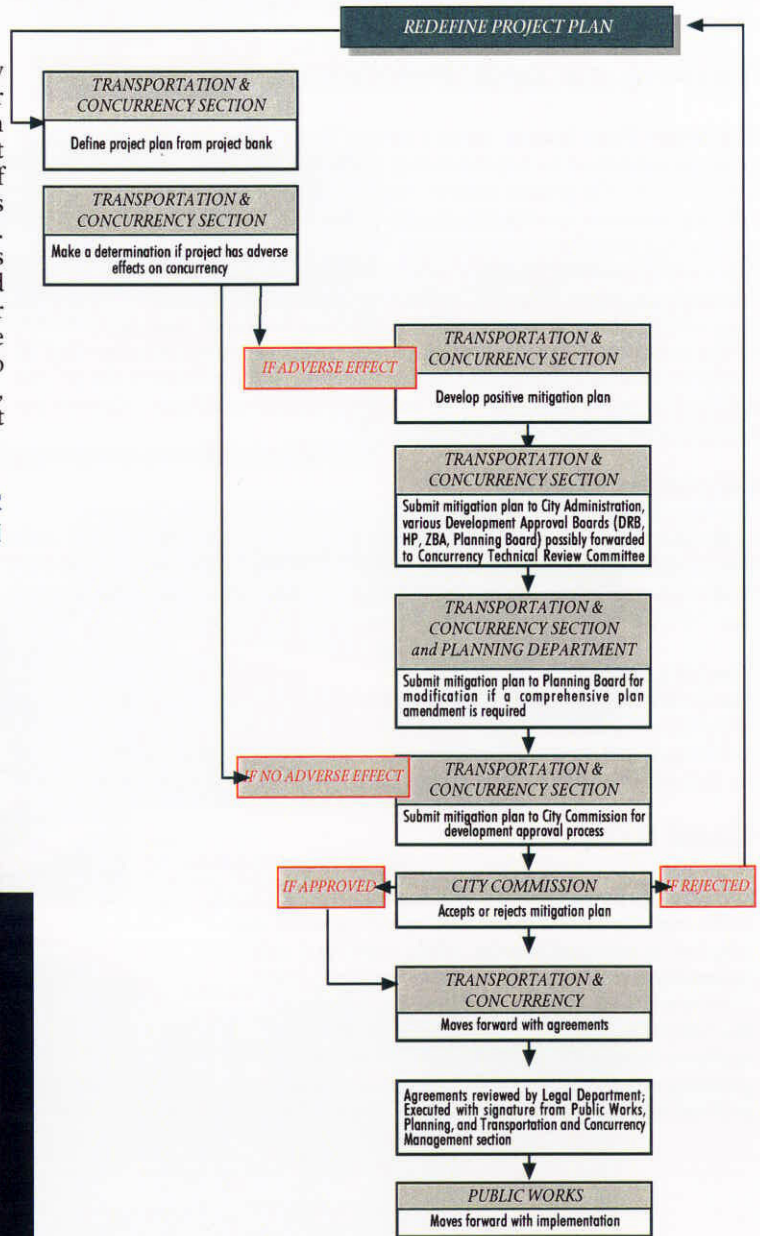 REDEFINE PROJECT PLAN
TRANSPORTATION &
CONCURRENCY SECTION
Define project plan from project bank
TRANSPORTATION &
CONCURRENCY SECTION
Make a determination if project has adverse
effects on concurrency
IF ADVERSE EFFECT
TRANSPORTATION &
CONCURRENCY SECTION
Develop positive mitigation plan
TRANSPORTATION &
CONCURRENCY SECTION
Submit mitigation plan to City Administration,
various Development Approval Boards (DRB,
HP, ZBA, Planning Board) possibly forwarded
to Concurrency Technical Review Committee
TRANSPORTATION &
CONCURRENCY SECTION
and PLANNING DEPARTMENT
Submit mitigation plan to Planning Board for
modification if a comprehensive plan
amendment is required
IF NO ADVERSE EFFECT
TRANSPORTATION &
CONCURRENCY SECTION
Submit mitigation plan to City Commission for
development approval process
IF APPROVED
CITY COMMISSION
IF REJECTED
Accepts or rejects mitigation plan
TRANSPORTATION &
CONCURRENCY
Moves forward with agreements
Agreements reviewed by Legal Department;
Executed with signature from Public Works,
Planning, and Transportation and Concurrency
Management section
PUBLIC WORKS
Moves forward with implementation